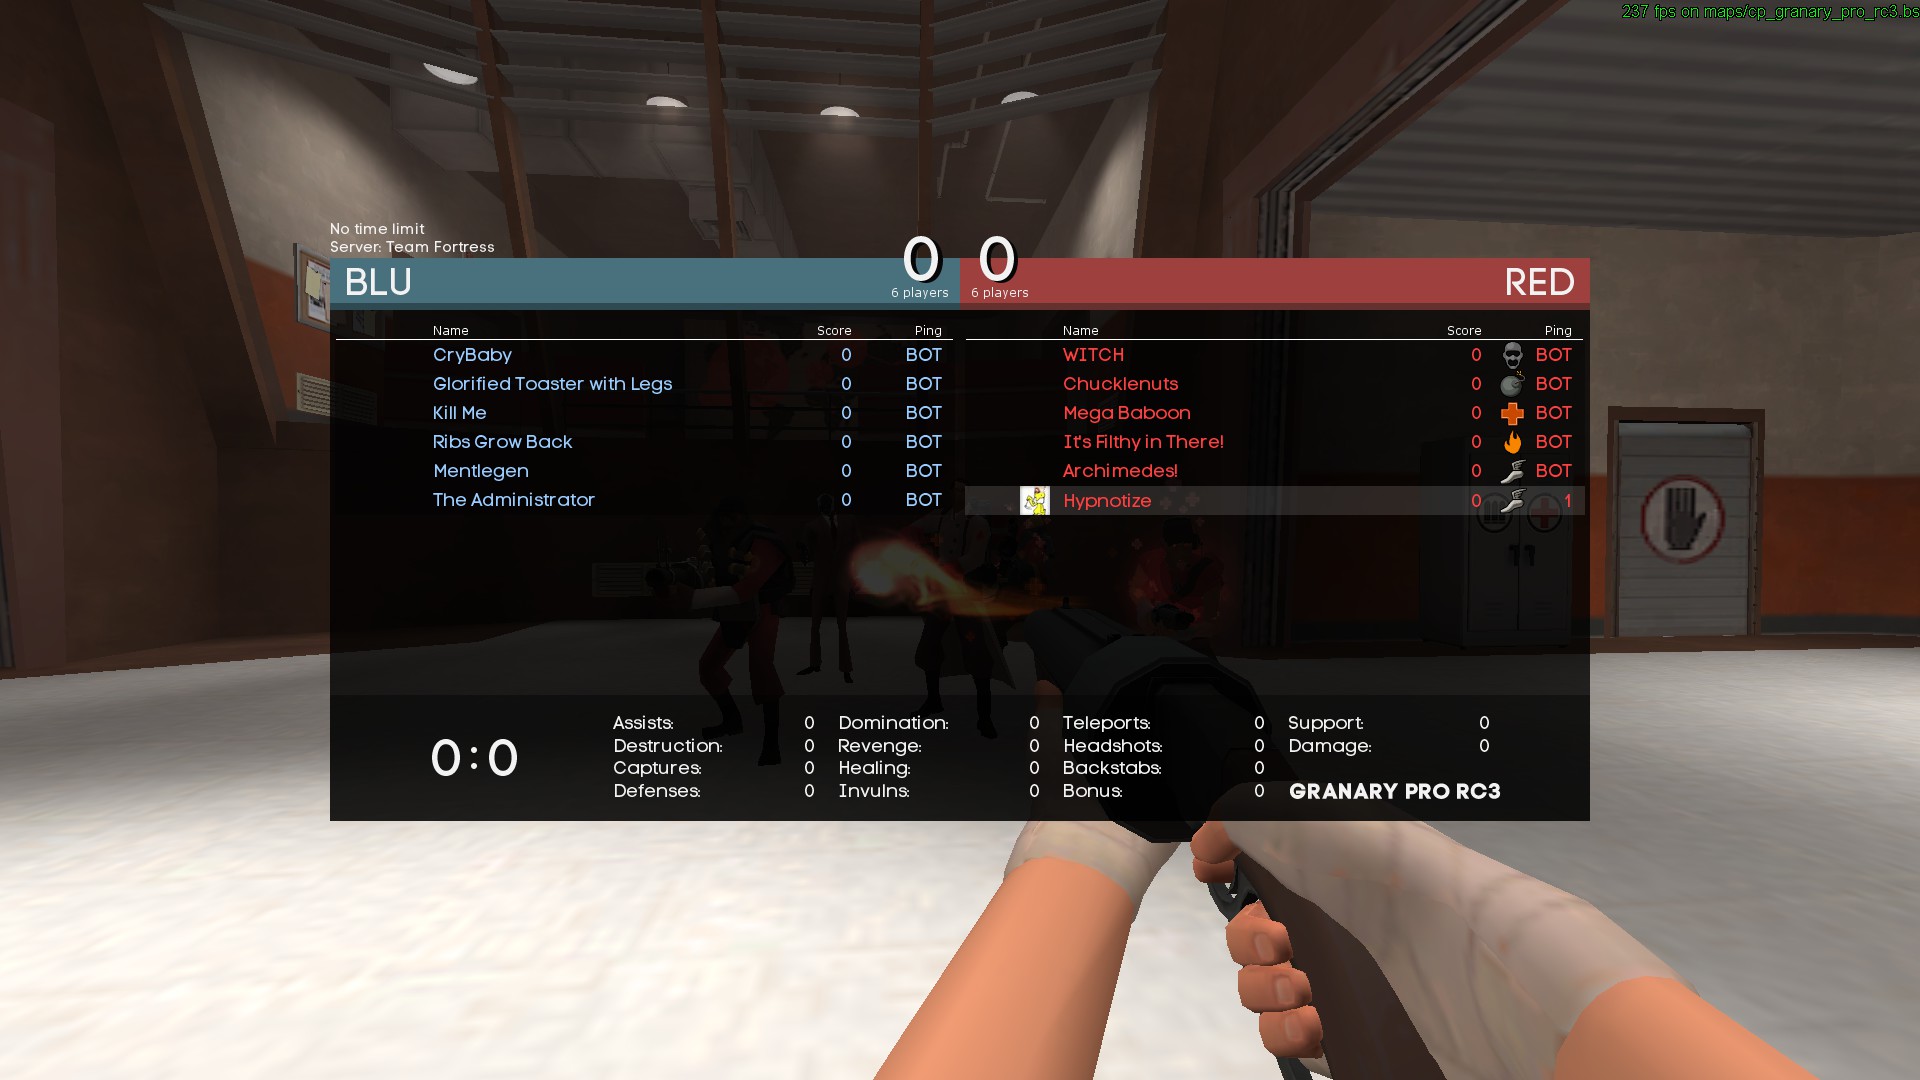 237 fps on maps/cp_granary_pro_rc3.bs
No time limit
Server: Team Fortress
BLU 0 0 RED
6 players 6 players
Name Score Ping Name Score Ping
CryBaby 0 BOT WITCH 0 BOT
Glorified Toaster with Legs 0 BOT Chucklenuts 0 BOT
Kill Me 0 BOT Mega Baboon 0 BOT
Ribs Grow Back 0 BOT It's Filthy in There! 0 BOT
Mentlegen 0 BOT Archimedes! 0 BOT
The Administrator 0 BOT Hypnotize 0 1
0:0
Assists: 0 Domination: 0 Teleports: 0 Support: 0
Destruction: 0 Revenge: 0 Headshots: 0 Damage: 0
Captures: 0 Healing: 0 Backstabs: 0
Defenses: 0 Invulns: 0 Bonus: 0 GRANARY PRO RC3